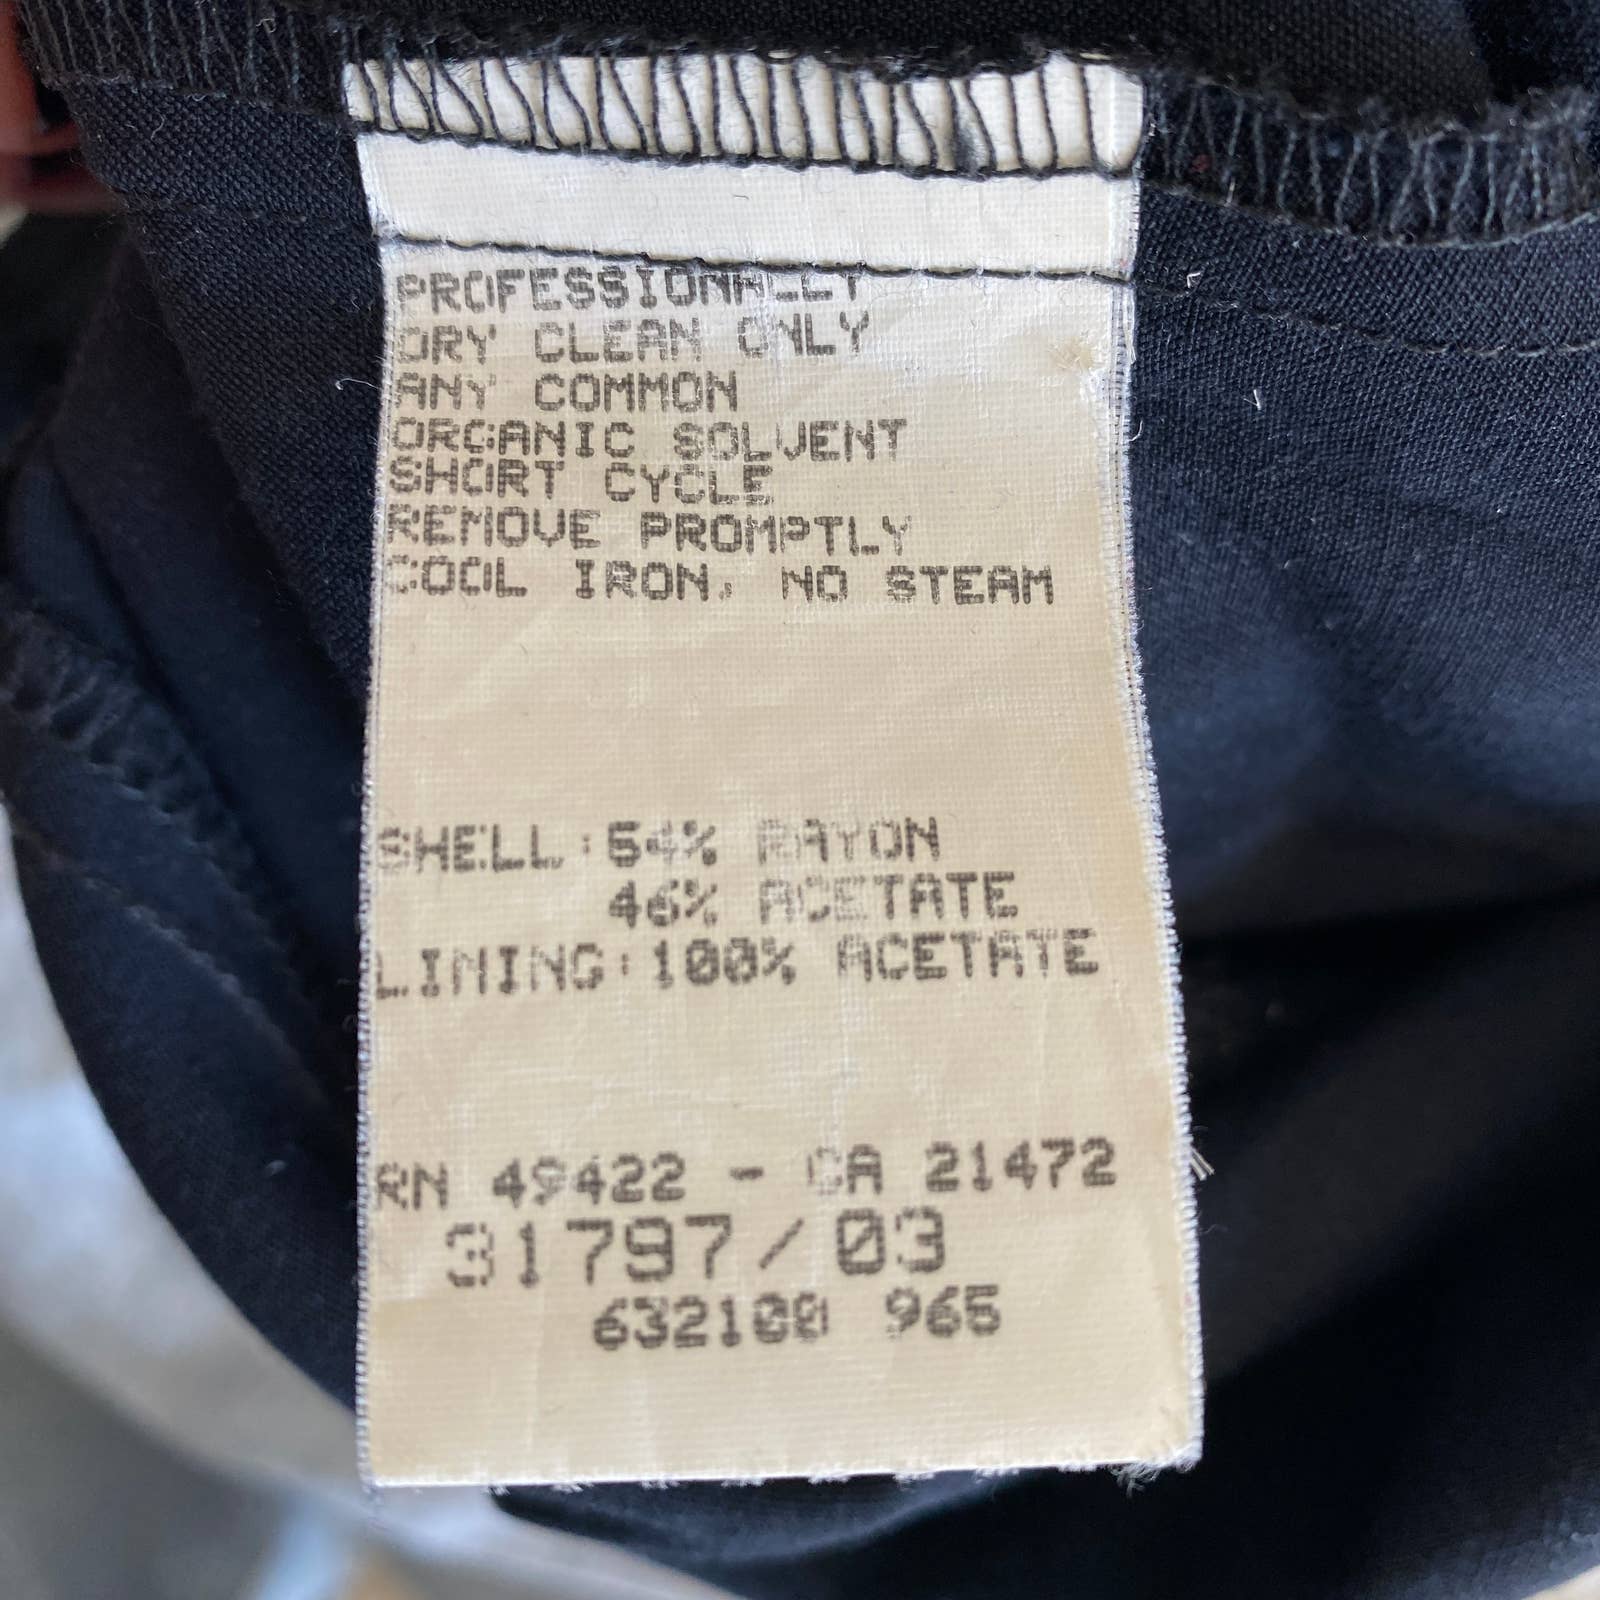 PROFESSIONALLY
DRY CLEAN ONLY
ANY COMMON
ORGANIC SOLVENT
SHORT CYCLE
REMOVE PROMPTLY
COOL IRON, NO STEAM
SHELL: 54% RAYON
46% ACETATE
LINING: 100% ACETATE
RN 49422 - CA 21472
31797/03
632100 965